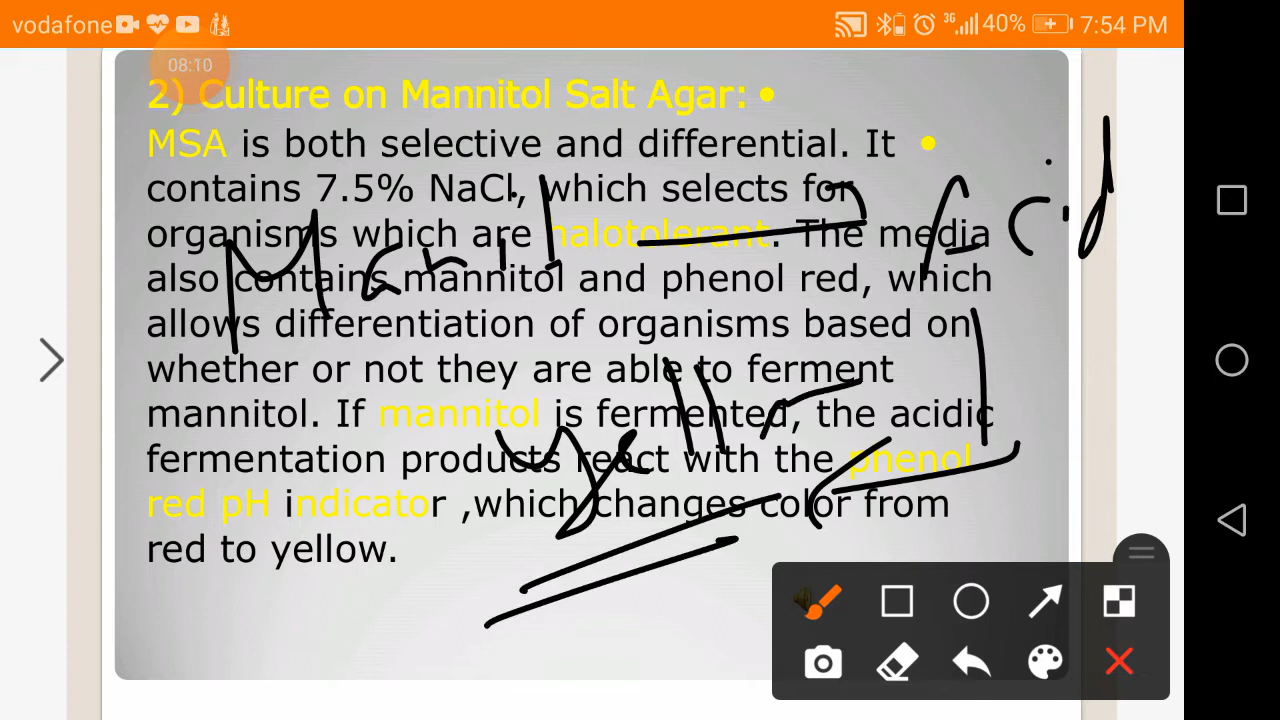 vodafone 3G 40% 7:54 PM
08:10
2) Culture on Mannitol Salt Agar: •
MSA is both selective and differential. It •
contains 7.5% NaCl, which selects for
organisms which are halotolerant. The media
also contains mannitol and phenol red, which
allows differentiation of organisms based on
whether or not they are able to ferment
mannitol. If mannitol is fermented, the acidic
fermentation products react with the phenol
red pH indicator ,which changes color from
red to yellow.
acid